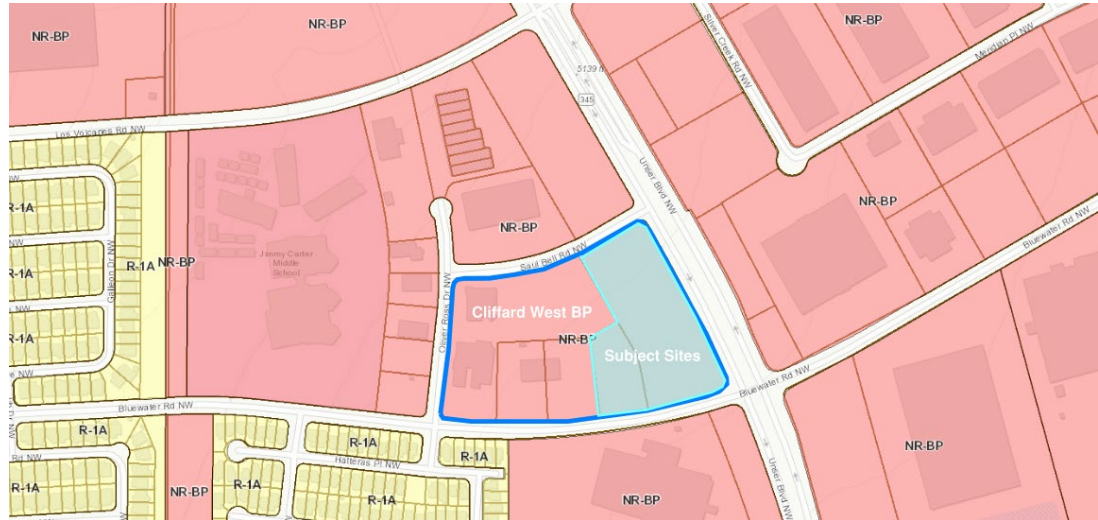 NR-BP
NR-BP
NR-BP
Silver Creek Rd NW
Meridian Pl NW
5139 ft
345
Los Volcanes Rd NW
Unser Blvd NW
R-1A
NR-BP
NR-BP
Bluewater Rd NW
R-1A
NR-BP
Galleon Dr NW
Jimmy Carter
Middle
School
Saul Bell Rd NW
Oliver Ross Dr NW
Cliffard West BP
NR-BP
Subject Sites
Bluewater Rd NW
Bluewater Rd NW
R-1A
R-1A
R-1A
Rd NW
Hatteras Pl NW
R-1A
R-1A
R-1A
NR-BP
NR-BP
NR-BP
Unser Blvd NW